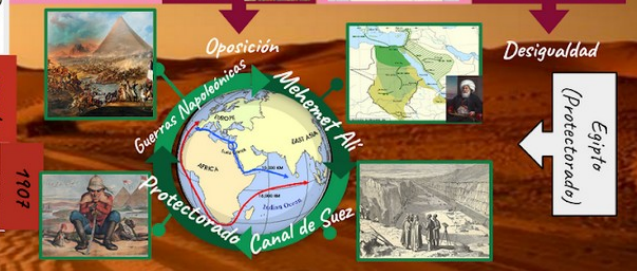 Oposición
Desigualdad
Guerras Napoleónicas
Mehemet Alí
Egipto
(Protectorado)
EUROPE
EAST ASIA
AFRICA
Indian Ocean
1907
Protectorado
Canal de Suez